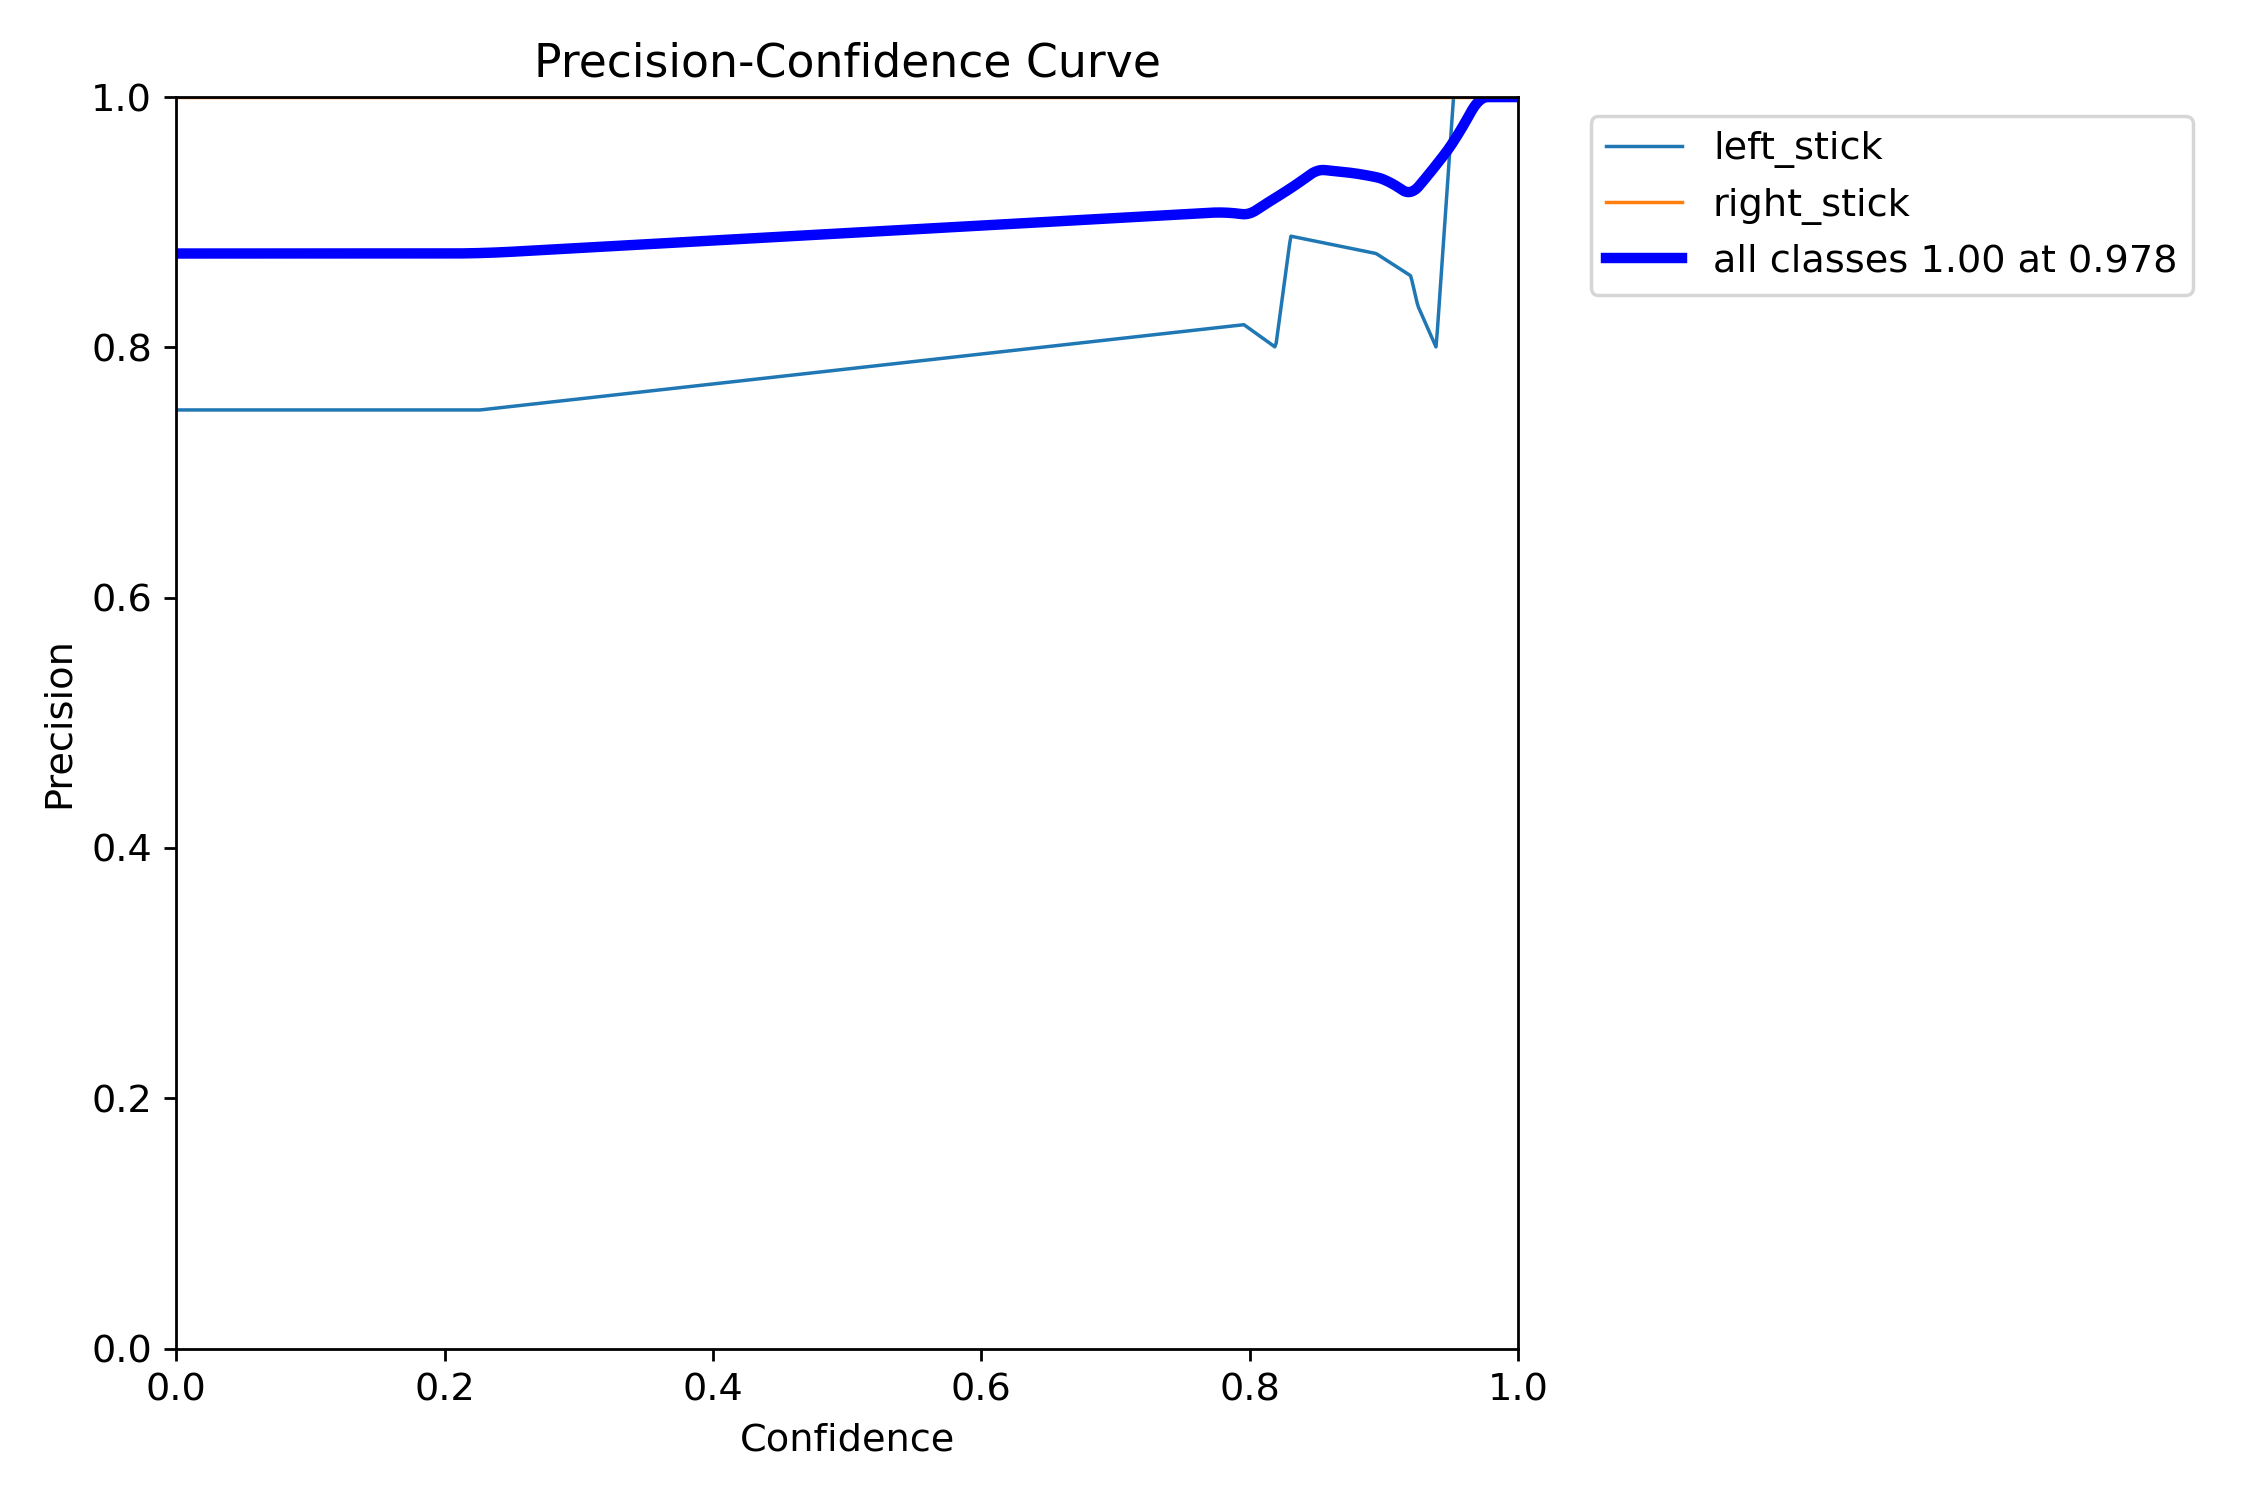 Precision-Confidence Curve
1.0
0.8
0.6
0.4
0.2
0.0
Precision
0.0 0.2 0.4 0.6 0.8 1.0
Confidence
left_stick
right_stick
all classes 1.00 at 0.978